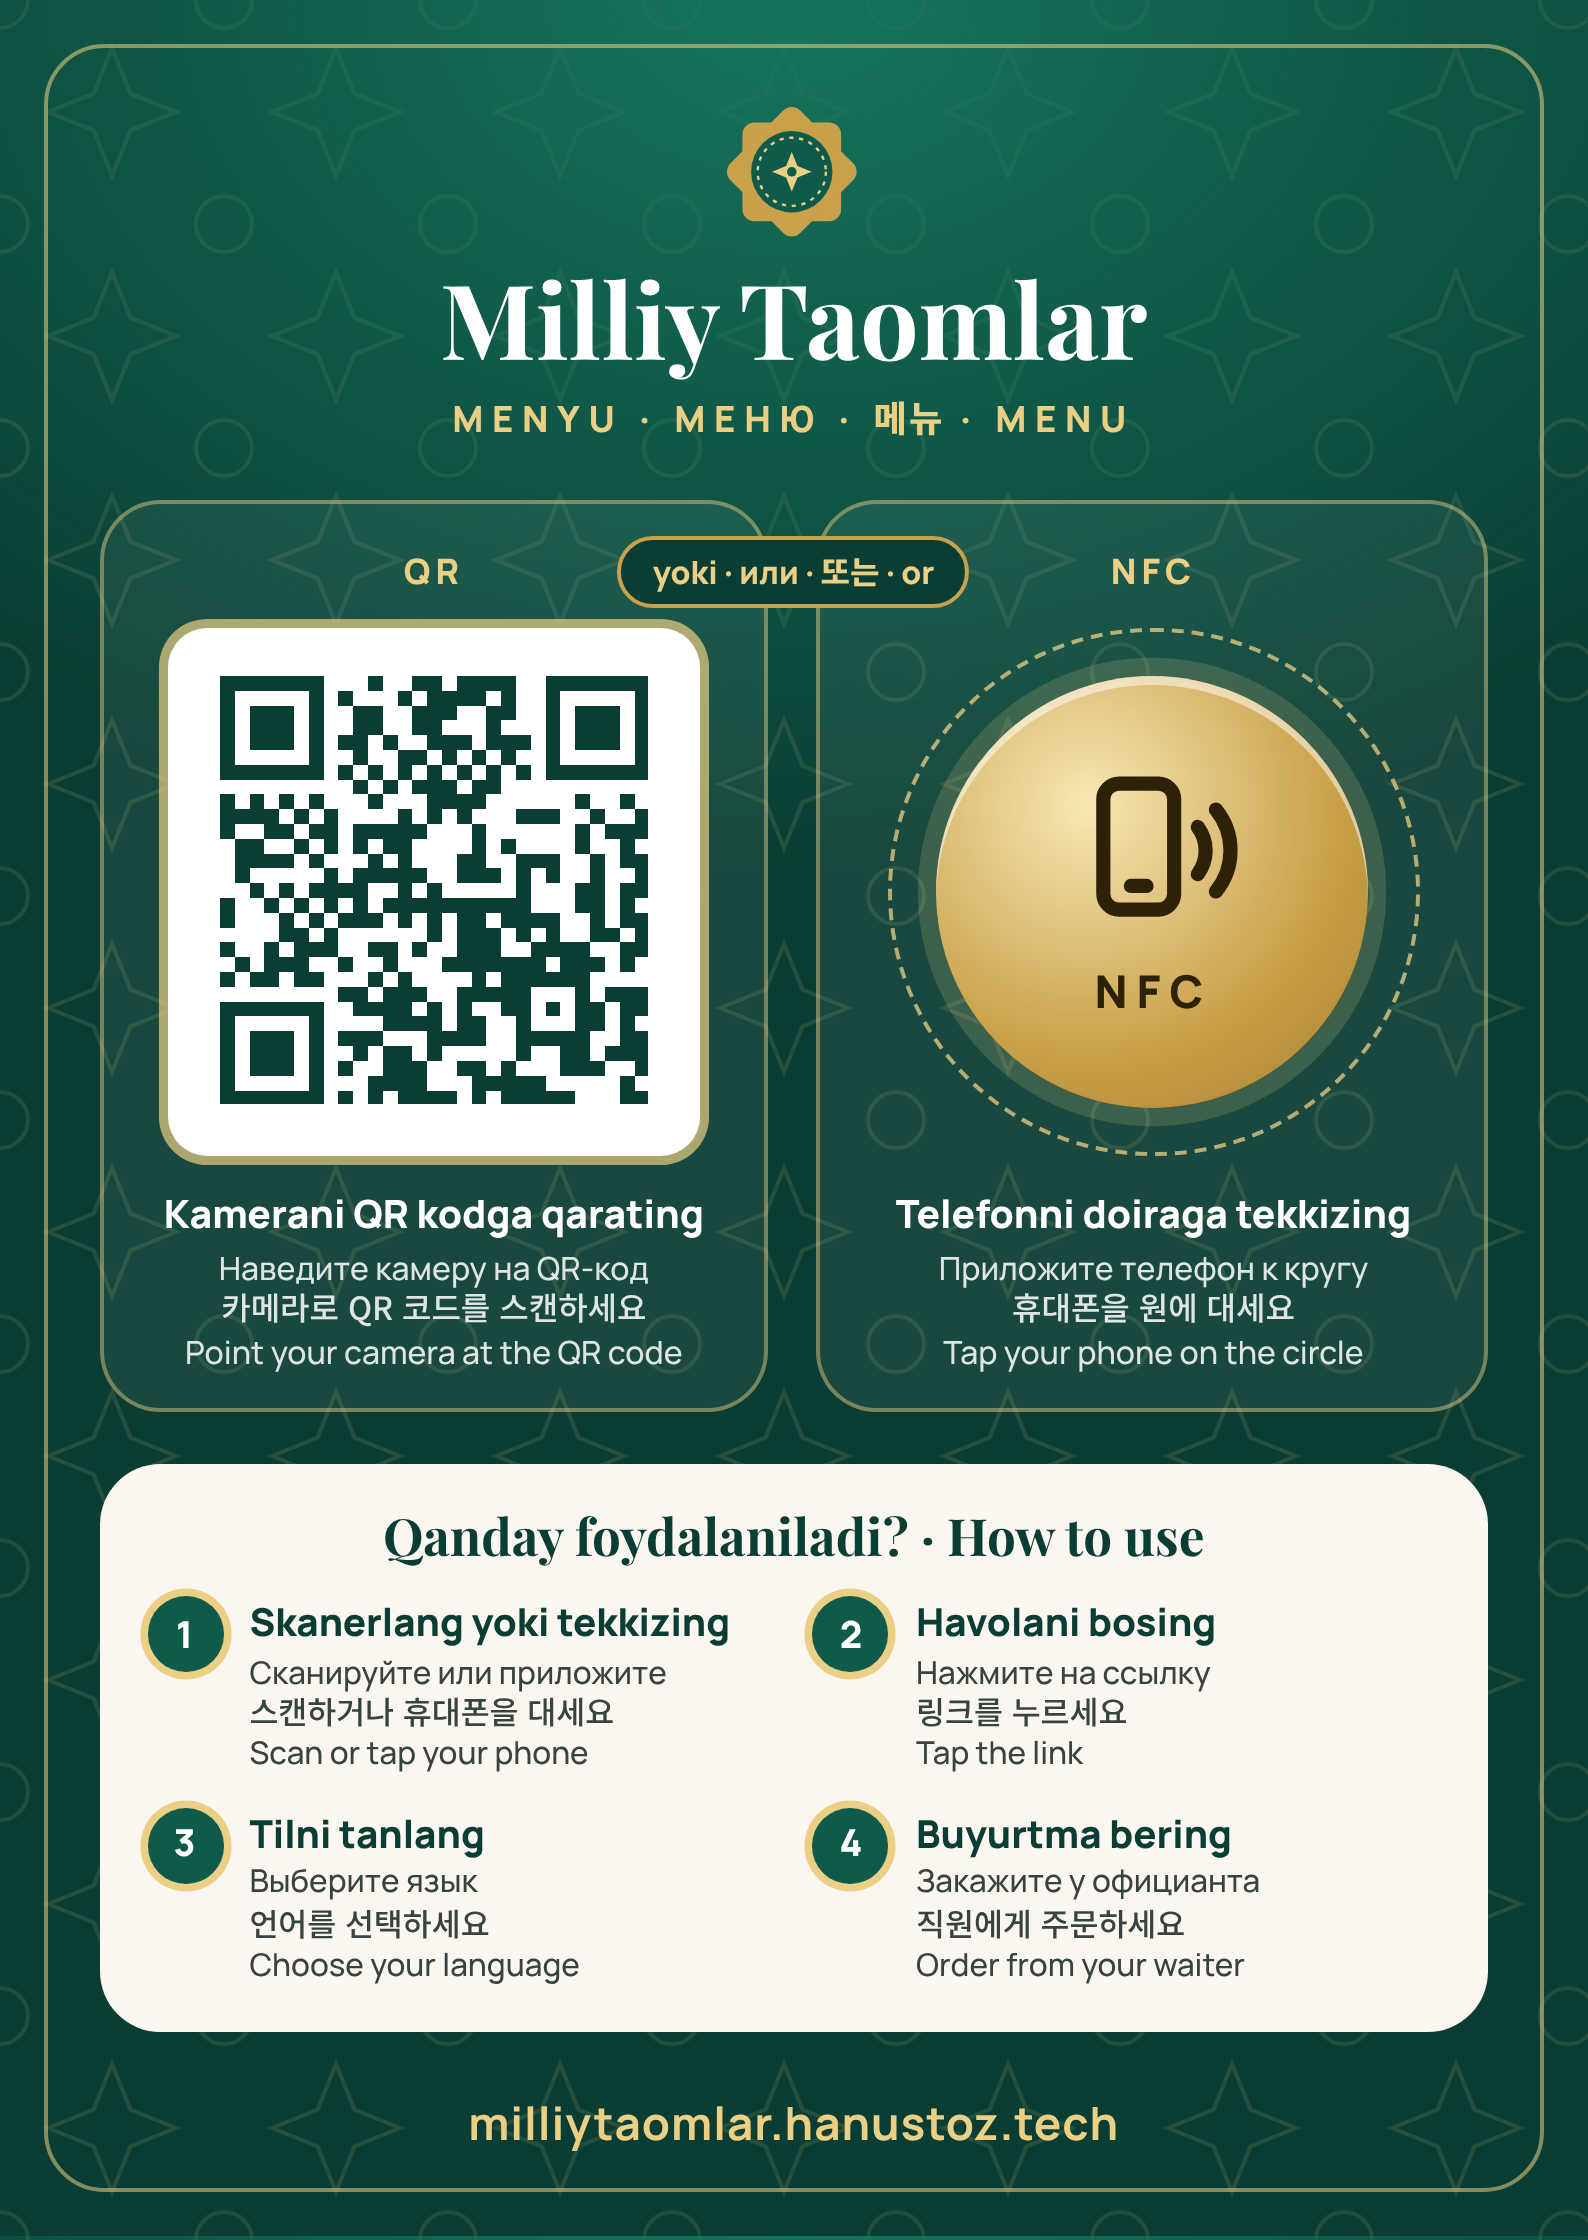 Milliy Taomlar
MENYU · МЕНЮ · 메뉴 · MENU
QR
yoki · или · 또는 · or
NFC
NFC
Kamerani QR kodga qarating
Наведите камеру на QR-код
카메라로 QR 코드를 스캔하세요
Point your camera at the QR code
Telefonni doiraga tekkizing
Приложите телефон к кругу
휴대폰을 원에 대세요
Tap your phone on the circle
Qanday foydalaniladi? · How to use
1
Skanerlang yoki tekkizing
Сканируйте или приложите
스캔하거나 휴대폰을 대세요
Scan or tap your phone
2
Havolani bosing
Нажмите на ссылку
링크를 누르세요
Tap the link
3
Tilni tanlang
Выберите язык
언어를 선택하세요
Choose your language
4
Buyurtma bering
Закажите у официанта
직원에게 주문하세요
Order from your waiter
milliytaomlar.hanustoz.tech